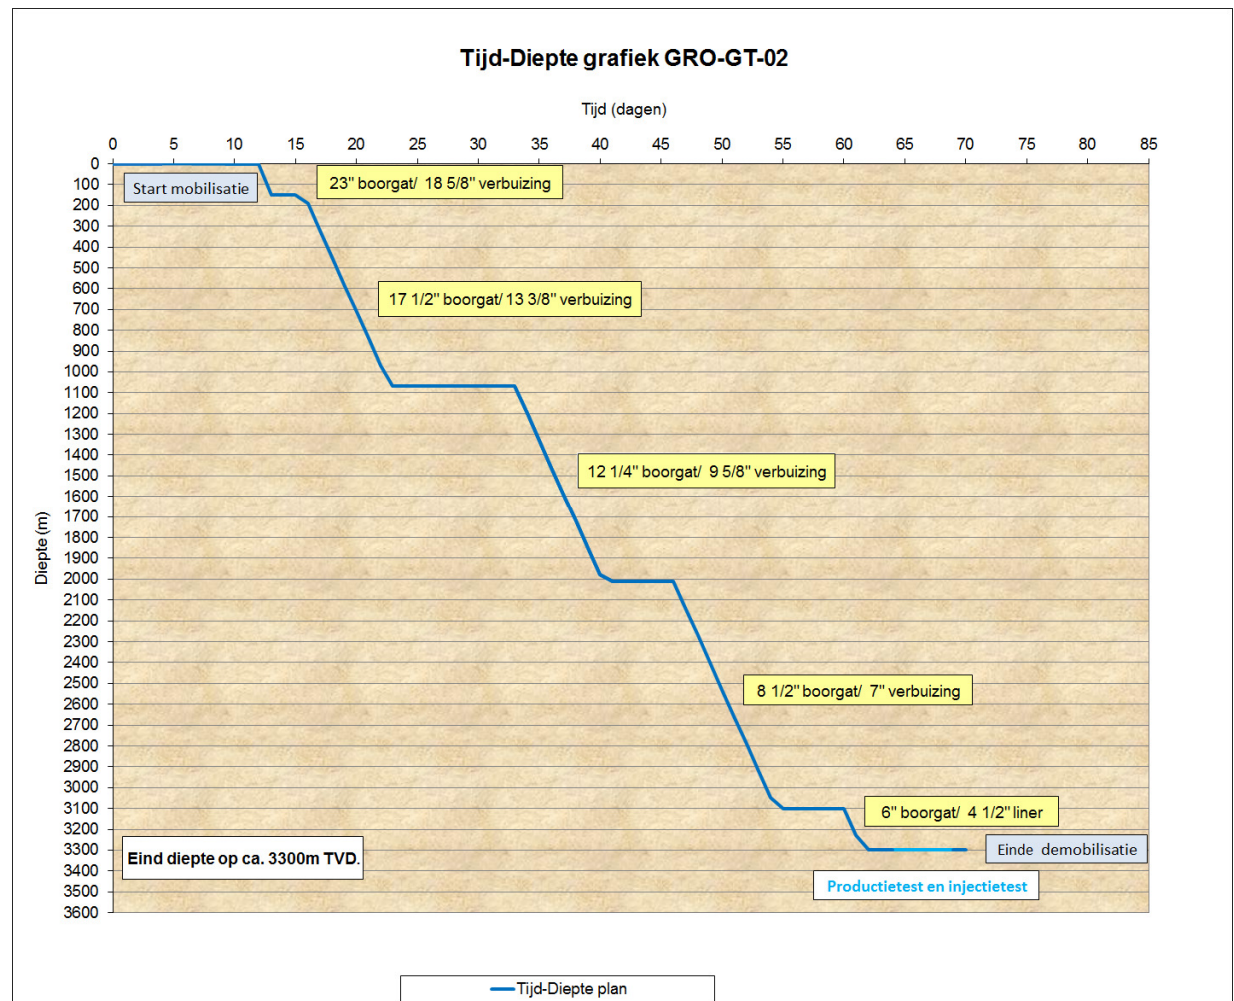 Tijd-Diepte grafiek GRO-GT-02
Tijd (dagen)
0 5 10 15 20 25 30 35 40 45 50 55 60 65 70 75 80 85
Diepte (m)
0
100
200
300
400
500
600
700
800
900
1000
1100
1200
1300
1400
1500
1600
1700
1800
1900
2000
2100
2200
2300
2400
2500
2600
2700
2800
2900
3000
3100
3200
3300
3400
3500
3600
Start mobilisatie
23" boorgat/ 18 5/8" verbuizing
17 1/2" boorgat/ 13 3/8" verbuizing
12 1/4" boorgat/ 9 5/8" verbuizing
8 1/2" boorgat/ 7" verbuizing
6" boorgat/ 4 1/2" liner
Eind diepte op ca. 3300m TVD.
Einde demobilisatie
Productietest en injectietest
Tijd-Diepte plan